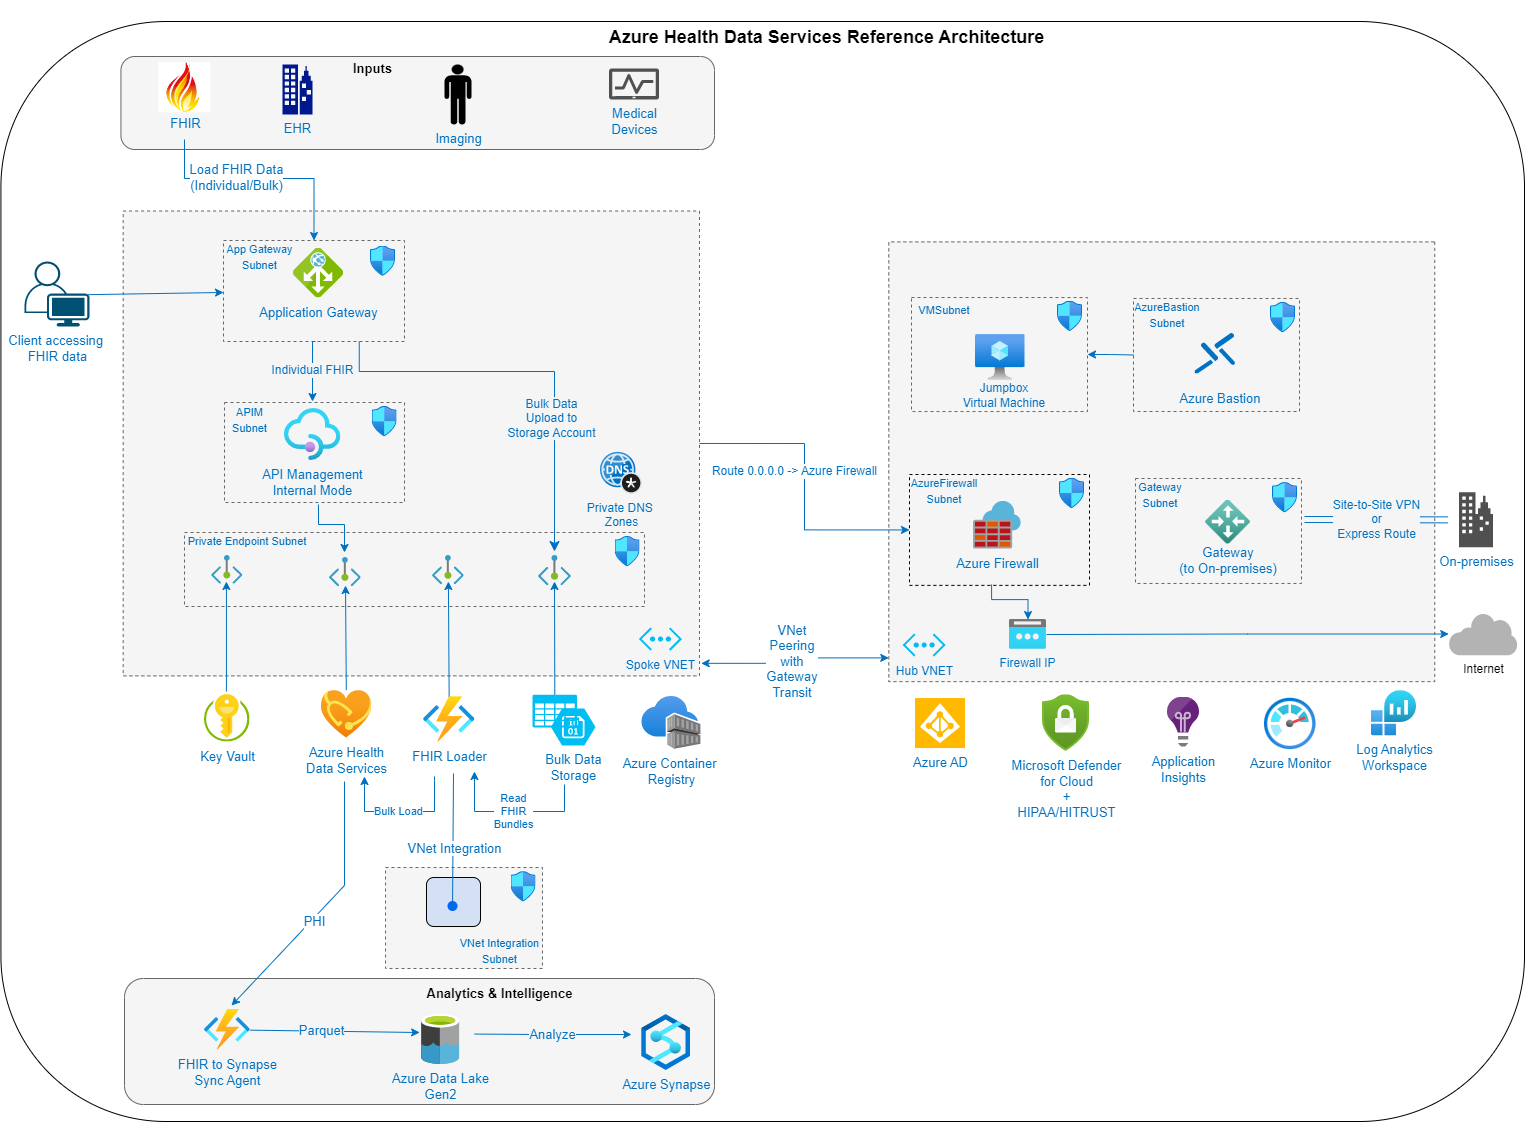 Azure Health Data Services Reference Architecture
Inputs
FHIR
EHR
Imaging
Medical
Devices
Load FHIR Data
(Individual/Bulk)
App Gateway
Subnet
Application Gateway
Client accessing
FHIR data
Individual FHIR
Bulk Data
Upload to
Storage Account
APIM
Subnet
API Management
Internal Mode
DNS
Private DNS
Zones
Private Endpoint Subnet
Spoke VNET
Route 0.0.0.0 -> Azure Firewall
VNet
Peering
with
Gateway
Transit
VMSubnet
Jumpbox
Virtual Machine
AzureBastion
Subnet
Azure Bastion
AzureFirewall
Subnet
Azure Firewall
Gateway
Subnet
Gateway
(to On-premises)
Site-to-Site VPN
or
Express Route
On-premises
Firewall IP
Hub VNET
Internet
Key Vault
Azure Health
Data Services
FHIR Loader
10
01
Bulk Data
Storage
Azure Container
Registry
Azure AD
Microsoft Defender
for Cloud
+
HIPAA/HITRUST
Application
Insights
Azure Monitor
Log Analytics
Workspace
Bulk Load
Read
FHIR
Bundles
VNet Integration
VNet Integration
Subnet
PHI
Analytics & Intelligence
FHIR to Synapse
Sync Agent
Parquet
Azure Data Lake
Gen2
Analyze
Azure Synapse